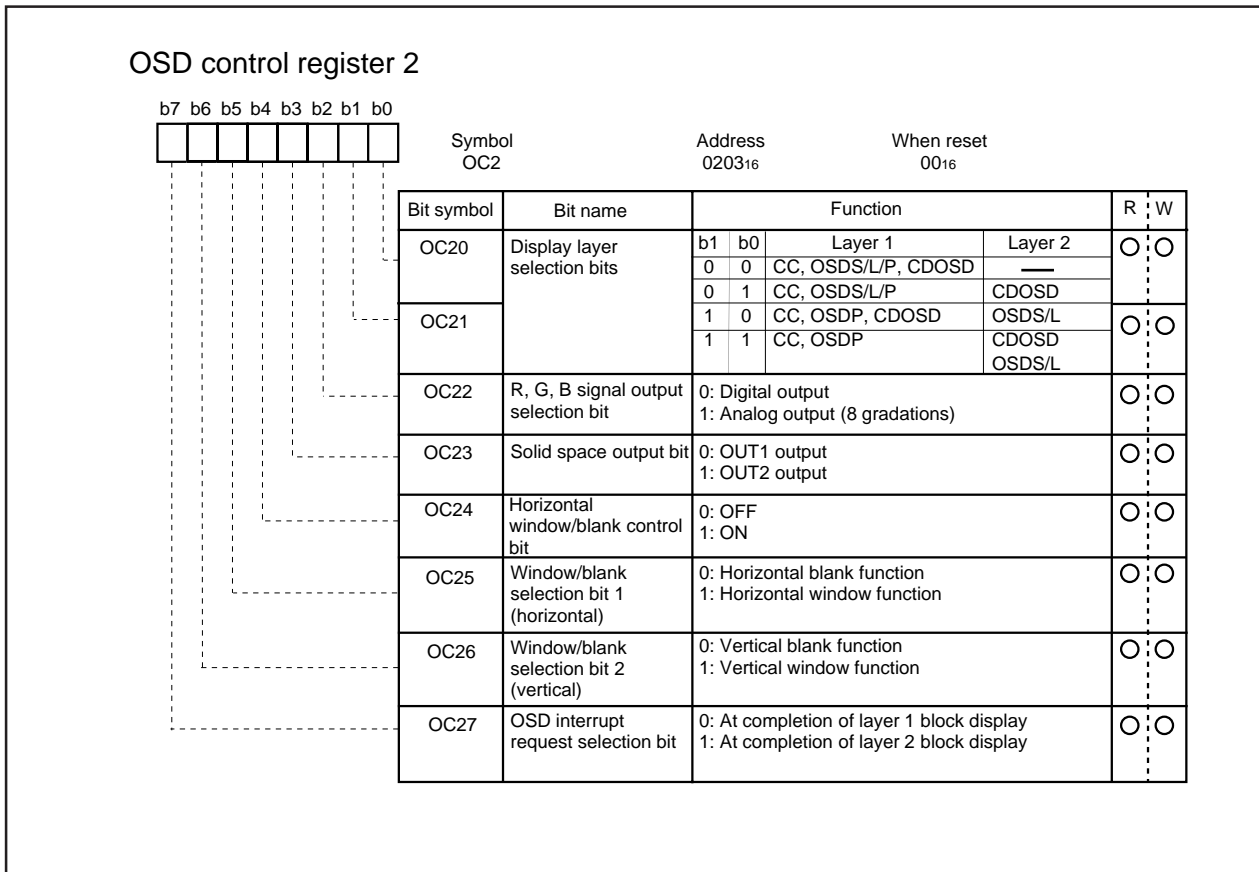 OSD control register 2
b7 b6 b5 b4 b3 b2 b1 b0
Symbol Address When reset
OC2 020316 0016
Bit symbol Bit name Function R W
OC20 Display layer selection bits
b1 b0 Layer 1 Layer 2
0 0 CC, OSDS/L/P, CDOSD —
0 1 CC, OSDS/L/P CDOSD
OC21
1 0 CC, OSDP, CDOSD OSDS/L
1 1 CC, OSDP CDOSD
OSDS/L
OC22 R, G, B signal output 0: Digital output
selection bit 1: Analog output (8 gradations)
OC23 Solid space output bit 0: OUT1 output
1: OUT2 output
OC24 Horizontal 0: OFF
window/blank control 1: ON
bit
OC25 Window/blank 0: Horizontal blank function
selection bit 1 1: Horizontal window function
(horizontal)
OC26 Window/blank 0: Vertical blank function
selection bit 2 1: Vertical window function
(vertical)
OC27 OSD interrupt 0: At completion of layer 1 block display
request selection bit 1: At completion of layer 2 block display